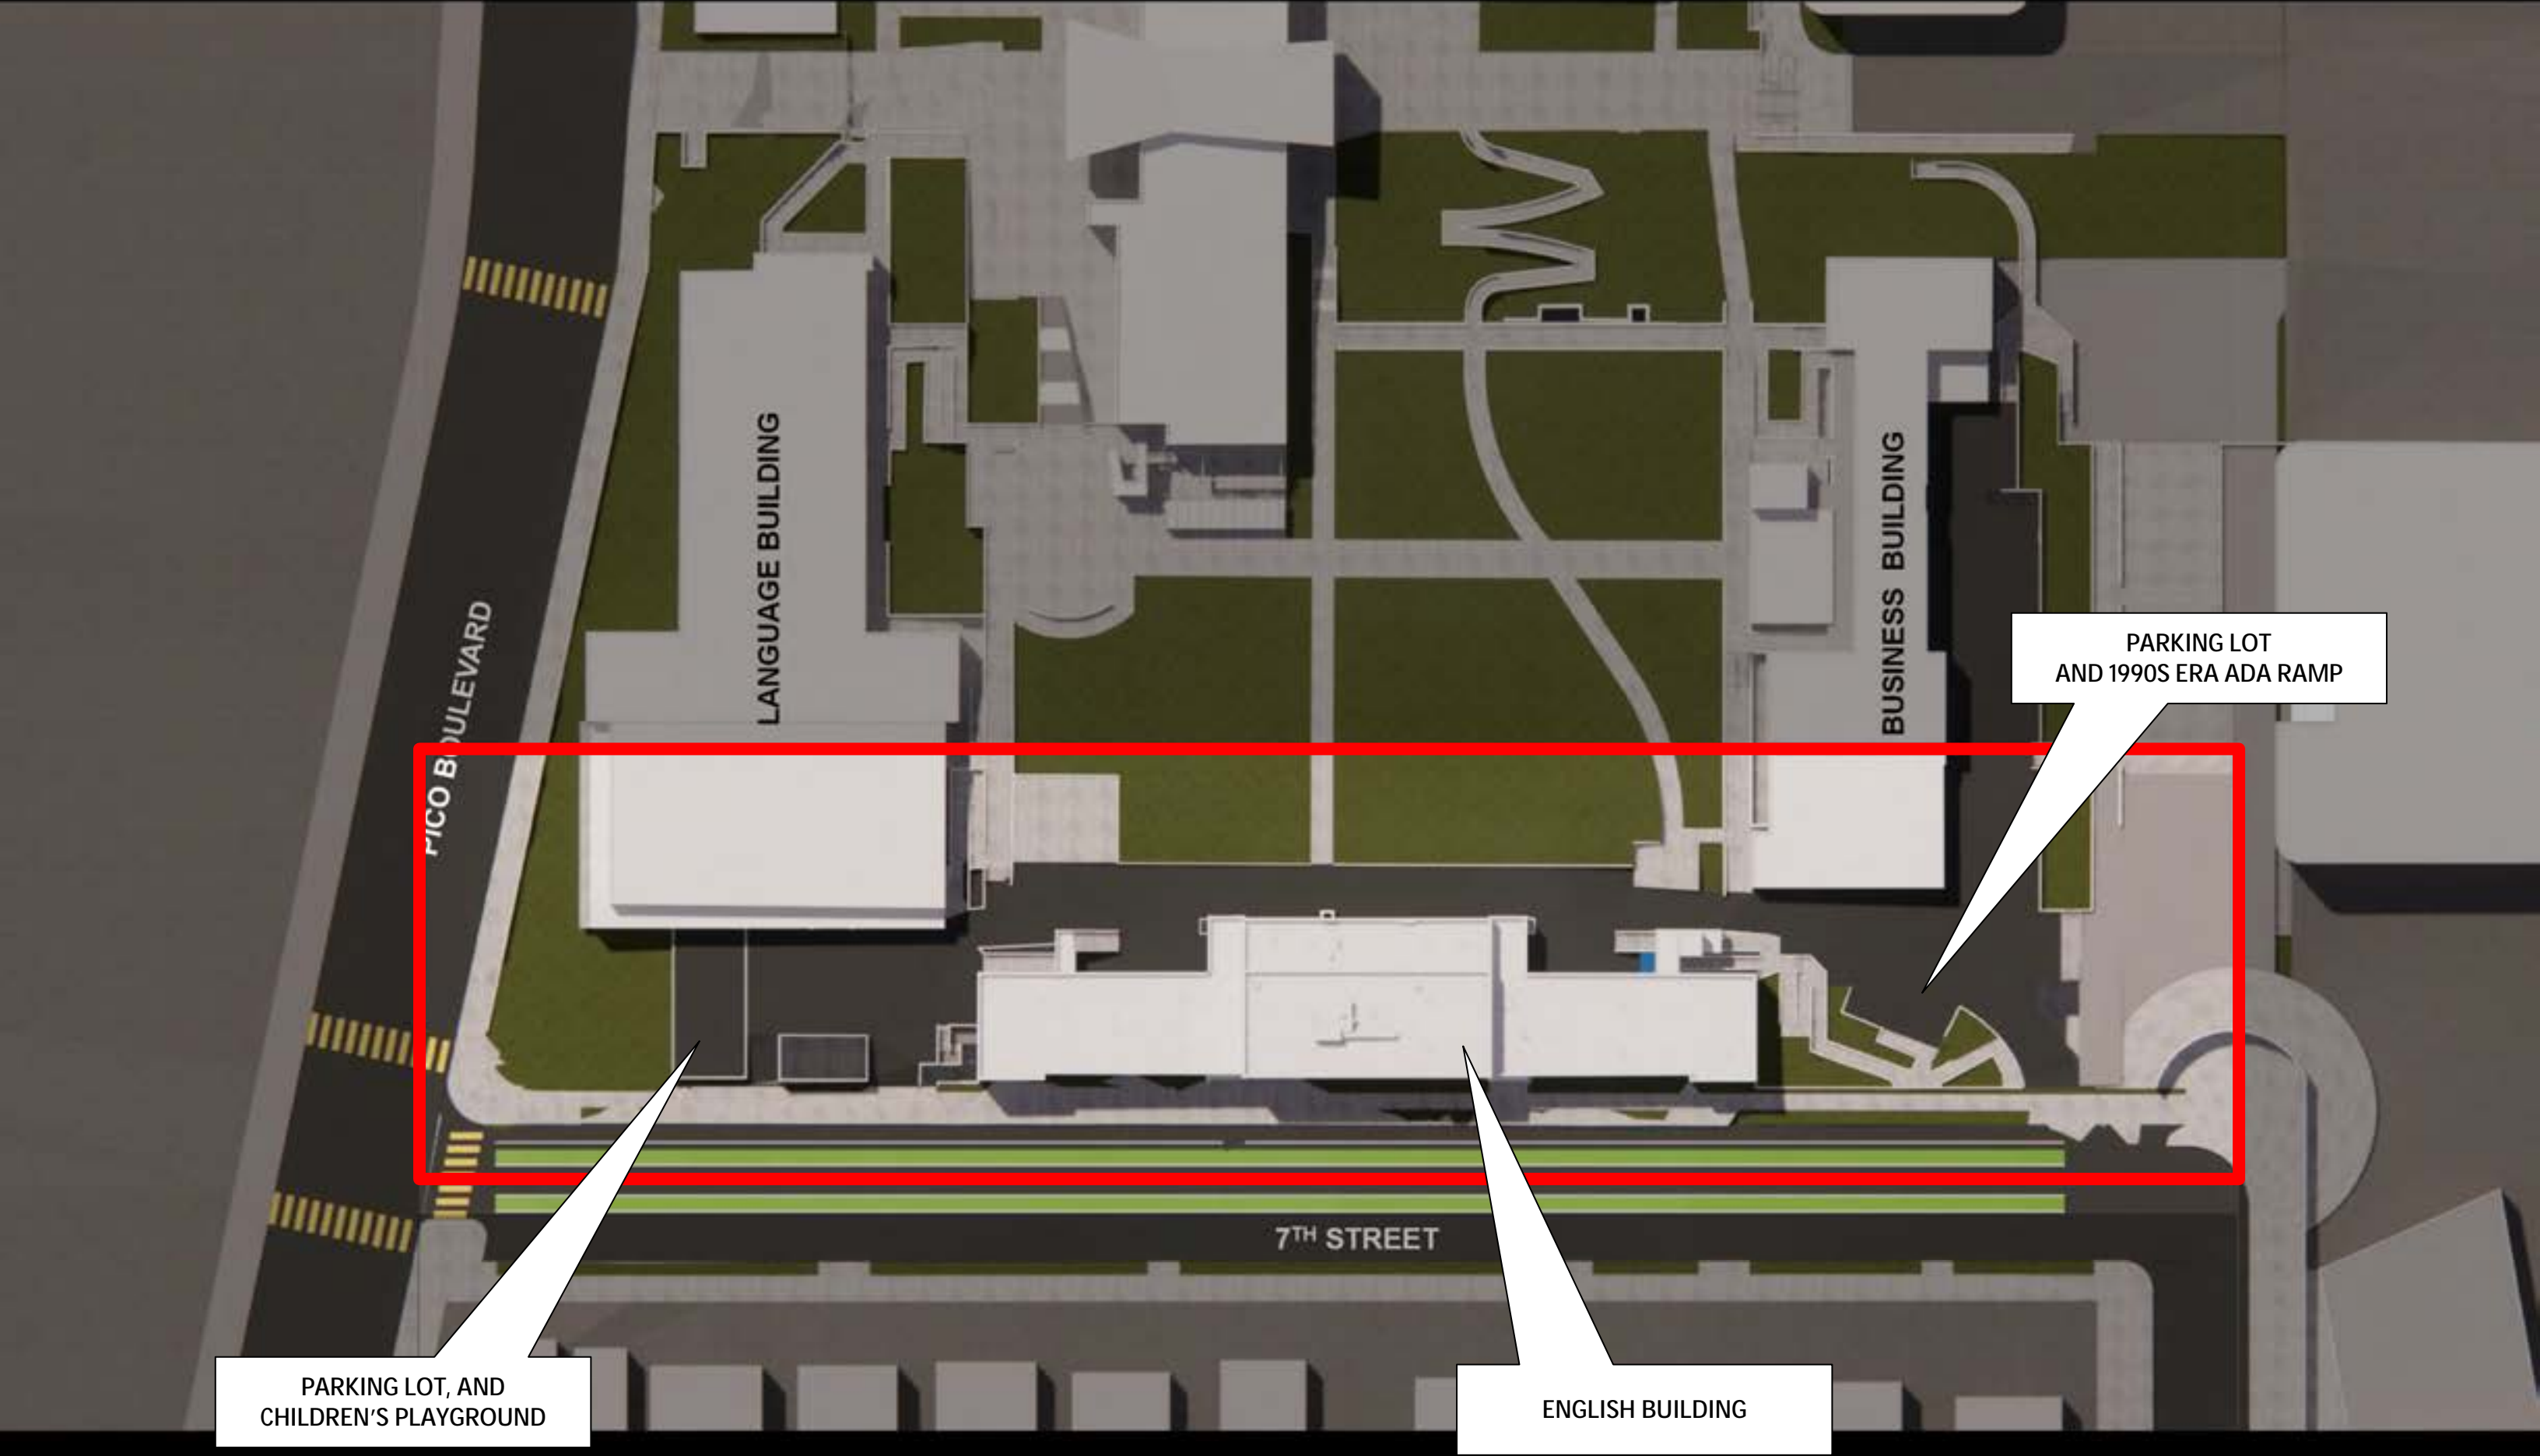 LANGUAGE BUILDING
BUSINESS BUILDING
PICO BOULEVARD
PARKING LOT
AND 1990S ERA ADA RAMP
7TH STREET
PARKING LOT, AND
CHILDREN'S PLAYGROUND
ENGLISH BUILDING